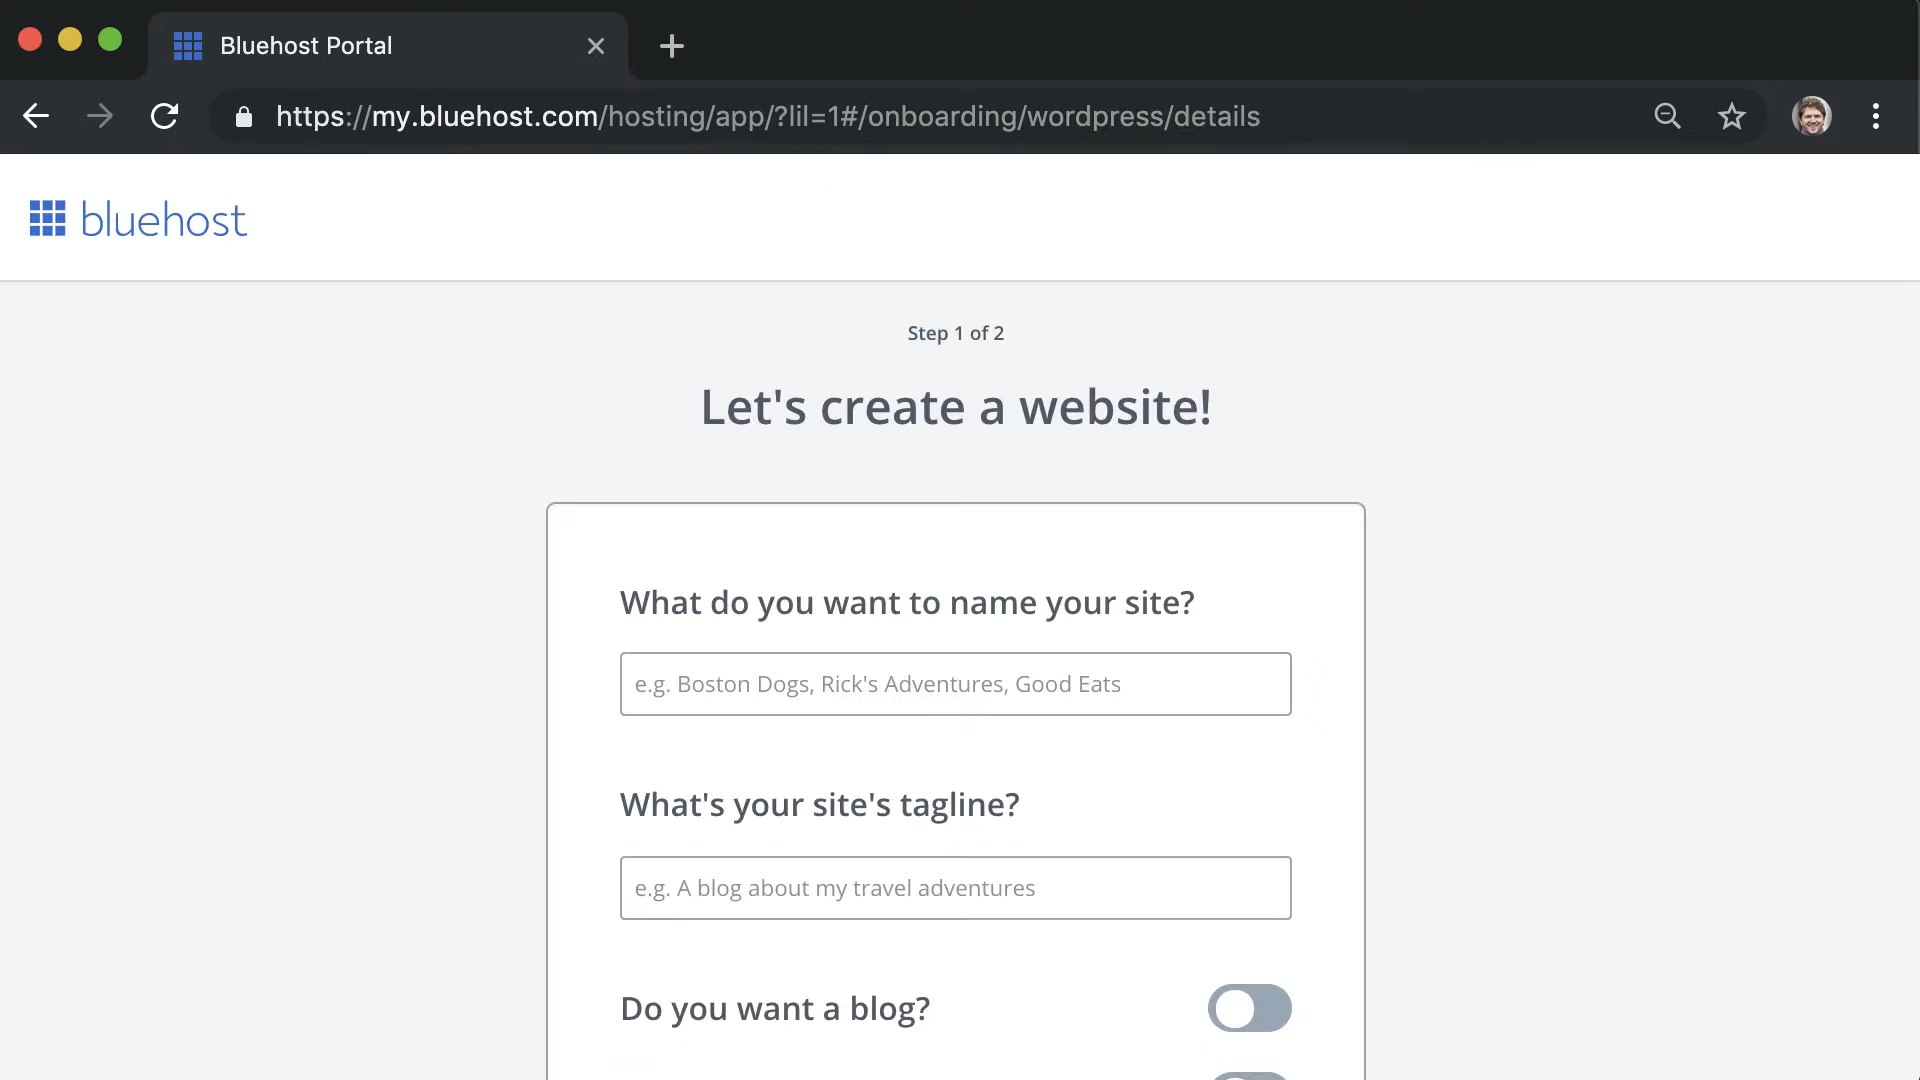 Bluehost Portal
https://my.bluehost.com/hosting/app/?lil=1#/onboarding/wordpress/details
bluehost
Step 1 of 2
Let's create a website!
What do you want to name your site?
e.g. Boston Dogs, Rick's Adventures, Good Eats
What's your site's tagline?
e.g. A blog about my travel adventures
Do you want a blog?